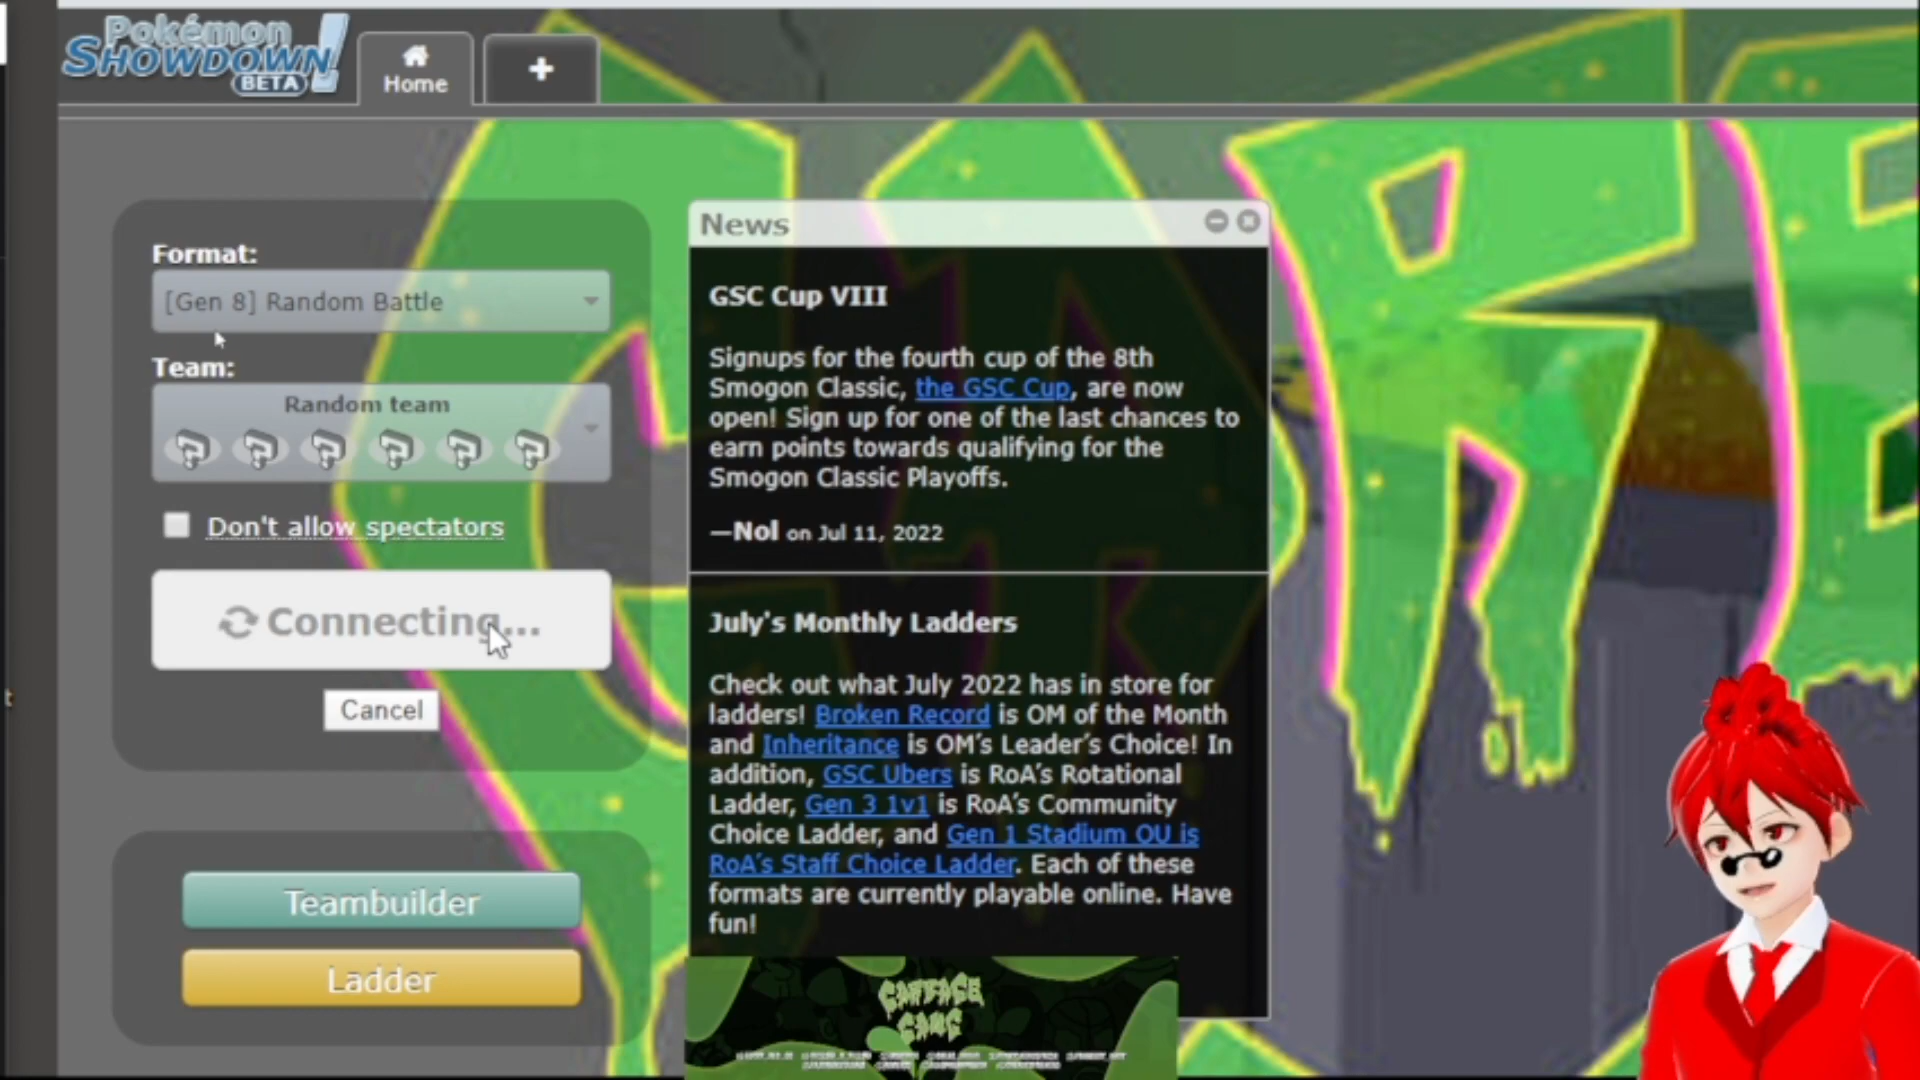 Pokémon
SHOWDOWN!
BETA
Home
Format:
[Gen 8] Random Battle
Team:
Random team
Don't allow spectators
Connecting...
Cancel
Teambuilder
Ladder
News
GSC Cup VIII
Signups for the fourth cup of the 8th
Smogon Classic, the GSC Cup, are now
open! Sign up for one of the last chances to
earn points towards qualifying for the
Smogon Classic Playoffs.
—Nol on Jul 11, 2022
July's Monthly Ladders
Check out what July 2022 has in store for
ladders! Broken Record is OM of the Month
and Inheritance is OM's Leader's Choice! In
addition, GSC Ubers is RoA's Rotational
Ladder, Gen 3 1v1 is RoA's Community
Choice Ladder, and Gen 1 Stadium OU is
RoA's Staff Choice Ladder. Each of these
formats are currently playable online. Have
fun!
GARBAGE
GANG